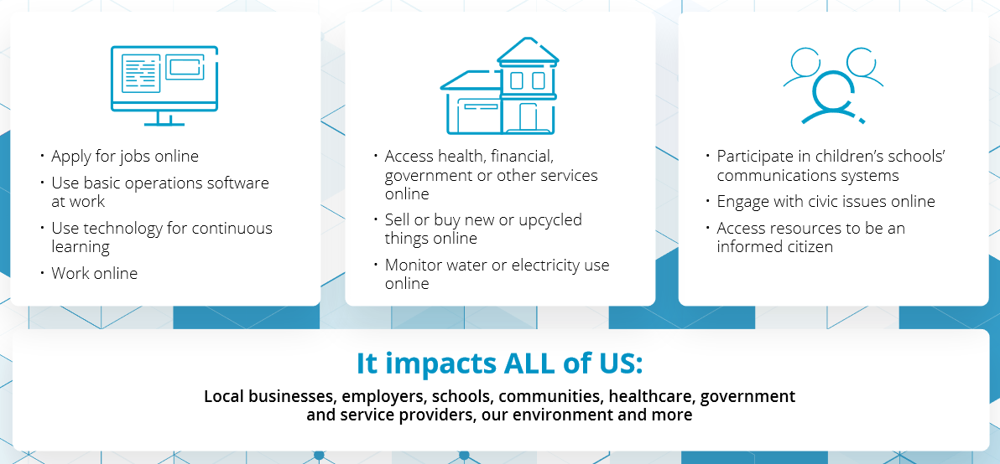 • Apply for jobs online
• Use basic operations software
at work
• Use technology for continuous
learning
• Work online
• Access health, financial,
government or other services
online
• Sell or buy new or upcycled
things online
• Monitor water or electricity use
online
• Participate in children’s schools’
communications systems
• Engage with civic issues online
• Access resources to be an
informed citizen
It impacts ALL of US:
Local businesses, employers, schools, communities, healthcare, government
and service providers, our environment and more